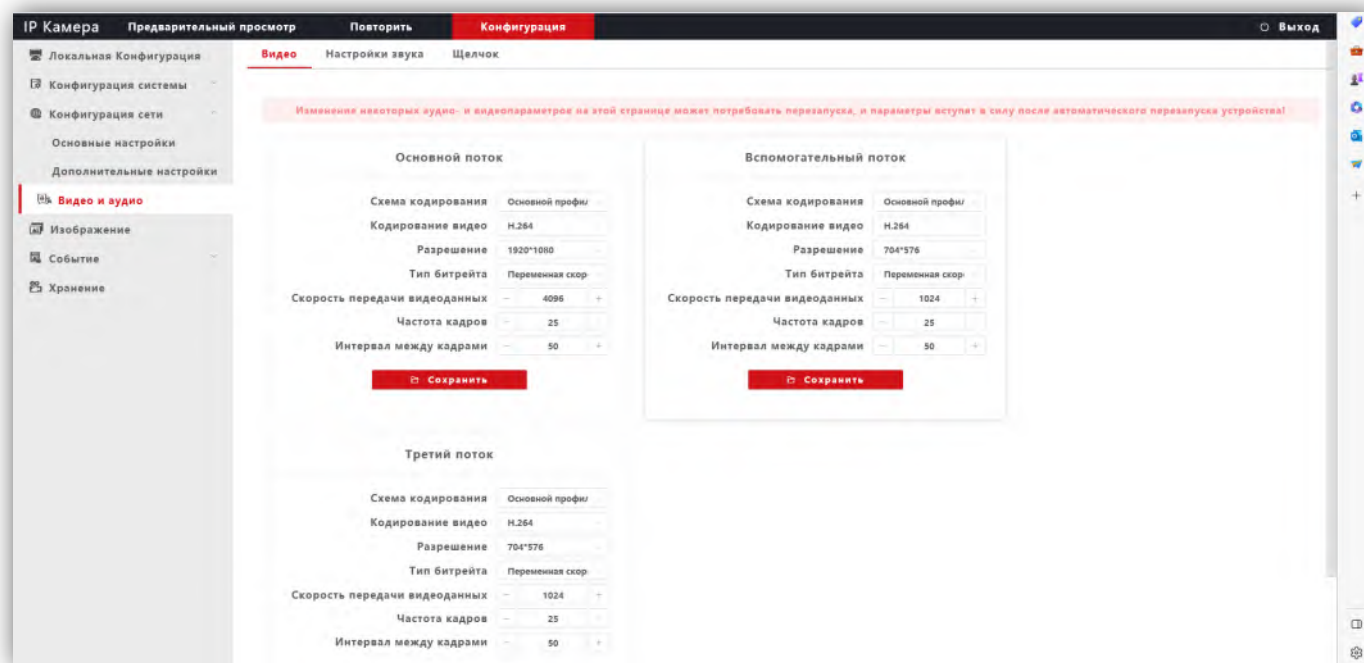 IP Камера Предварительный просмотр Повторить Конфигурация Выход
Локальная Конфигурация
Конфигурация системы
Конфигурация сети
Основные настройки
Дополнительные настройки
Видео и аудио
Изображение
Событие
Хранение
Видео Настройки звука Щелчок
Изменения некоторых аудио- и видеопараметров на этой странице может потребовать перезапуска, и параметры вступят в силу после автоматического перезапуска устройства!
Основной поток
Схема кодирования Основной профил
Кодирование видео H.264
Разрешение 1920*1080
Тип битрейта Переменная скор
Скорость передачи видеоданных − 4096 +
Частота кадров − 25
Интервал между кадрами − 50 +
Сохранить
Вспомогательный поток
Схема кодирования Основной профил
Кодирование видео H.264
Разрешение 704*576
Тип битрейта Переменная скор
Скорость передачи видеоданных − 1024 +
Частота кадров − 25
Интервал между кадрами − 50 +
Сохранить
Третий поток
Схема кодирования Основной профил
Кодирование видео H.264
Разрешение 704*576
Тип битрейта Переменная скор
Скорость передачи видеоданных − 1024 +
Частота кадров − 25
Интервал между кадрами − 50 +